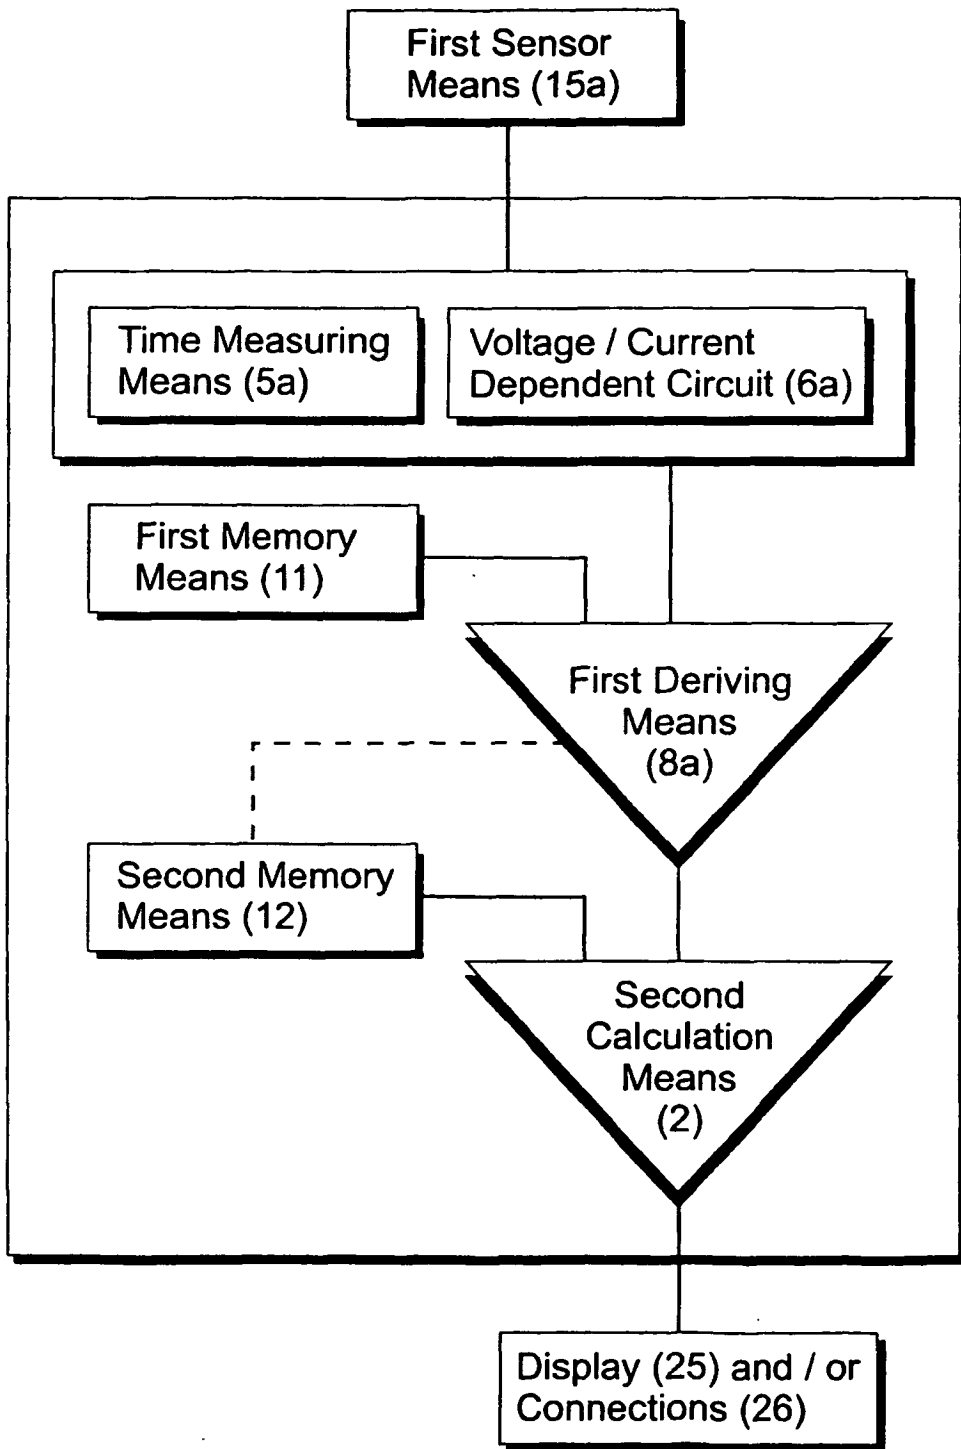 First Sensor
Means (15a)
Time Measuring
Means (5a)
Voltage / Current
Dependent Circuit (6a)
First Memory
Means (11)
First Deriving
Means
(8a)
Second Memory
Means (12)
Second
Calculation
Means
(2)
Display (25) and / or
Connections (26)